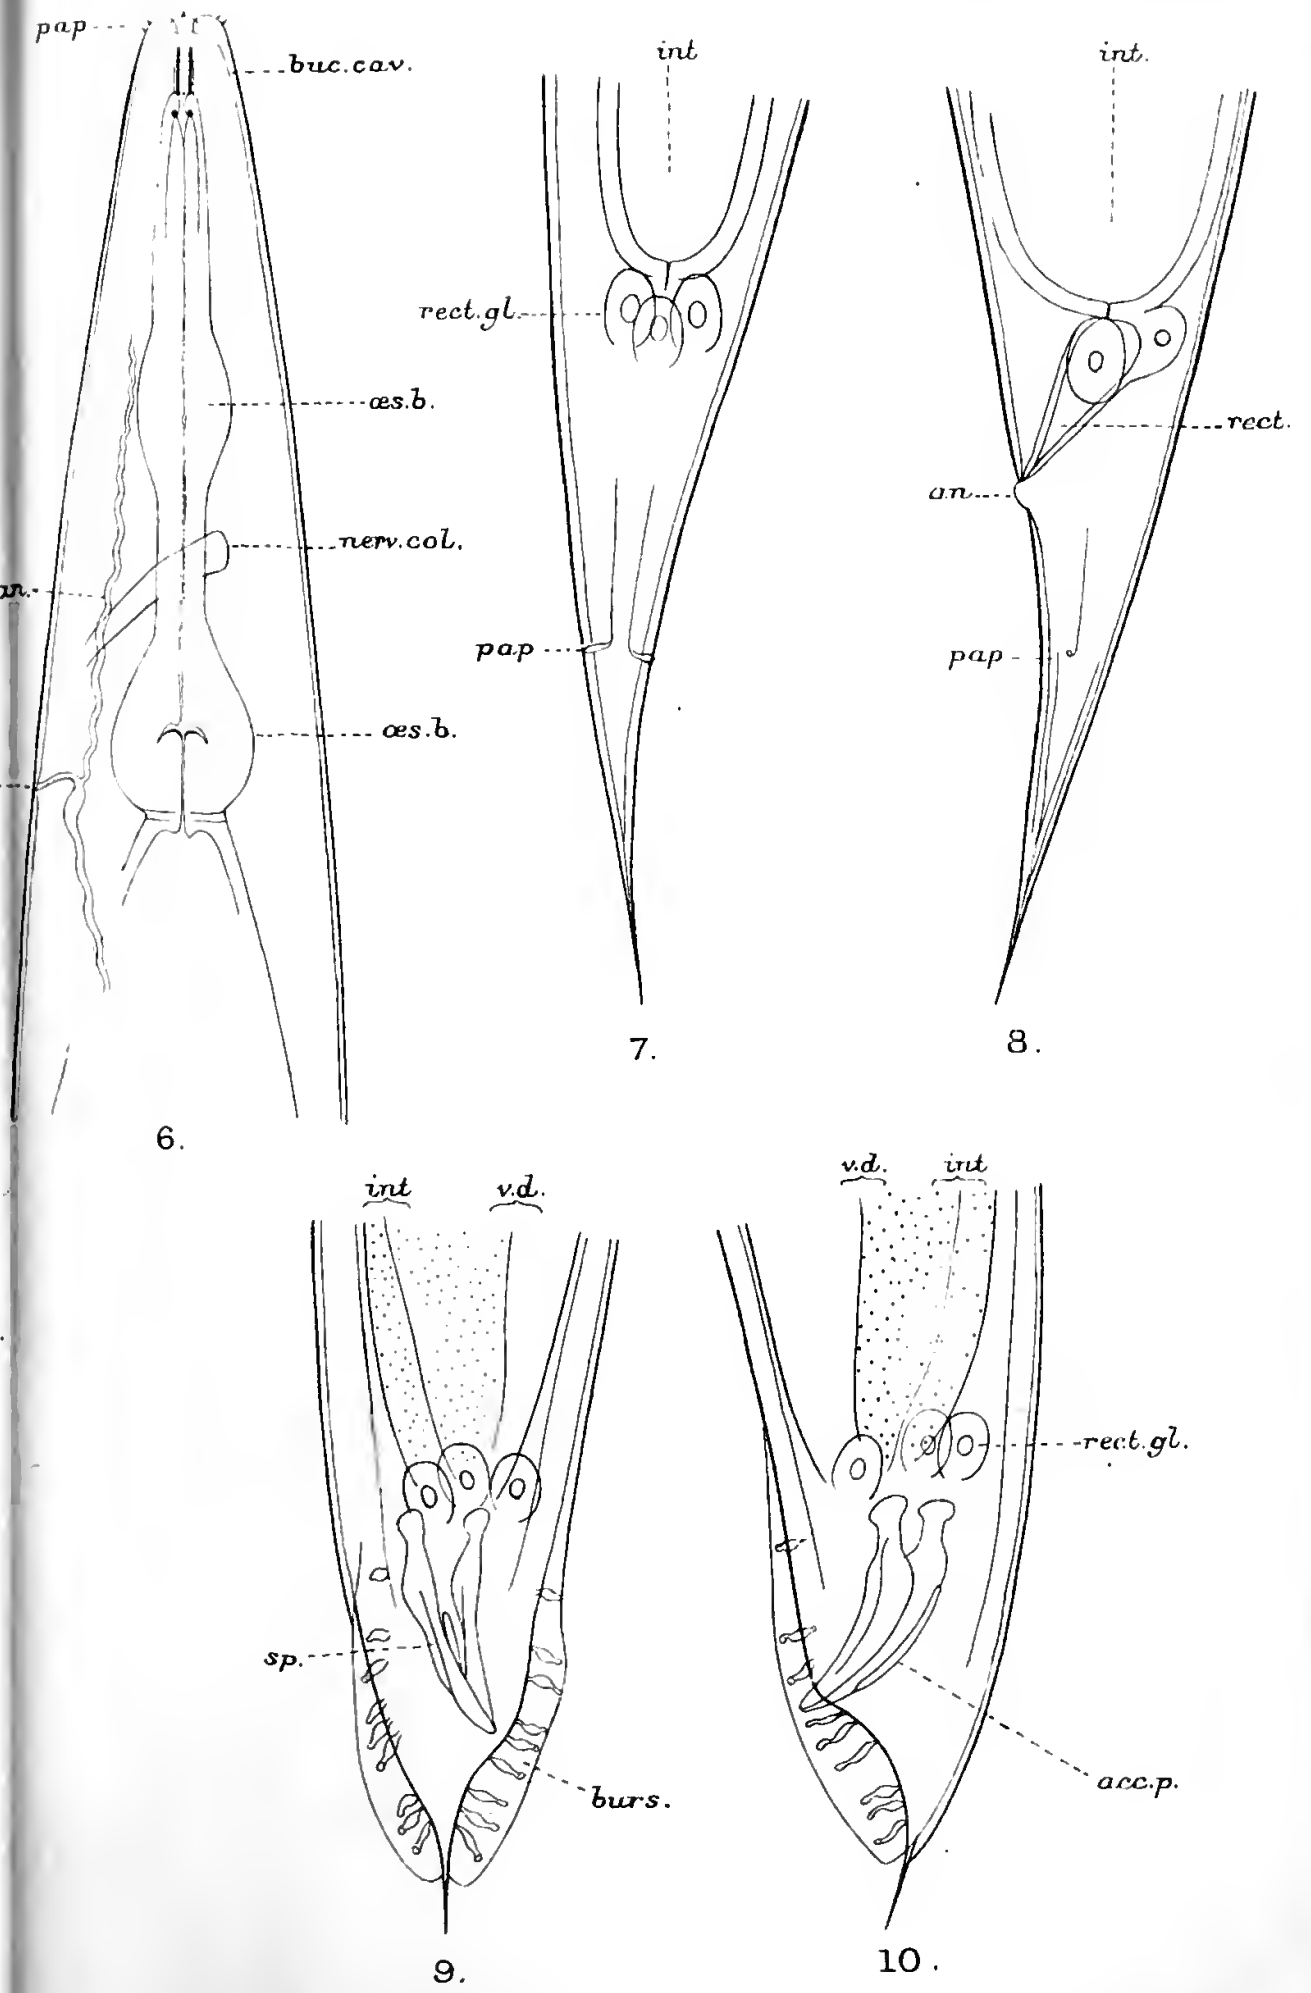 pap
buc.cav.
œs.b.
nerv.col.
œs.b.
6.
int
rect.gl.
pap
7.
int.
rect.
an.
pap
8.
int v.d.
sp.
burs.
9.
v.d. int
rect.gl.
acc.p.
10.